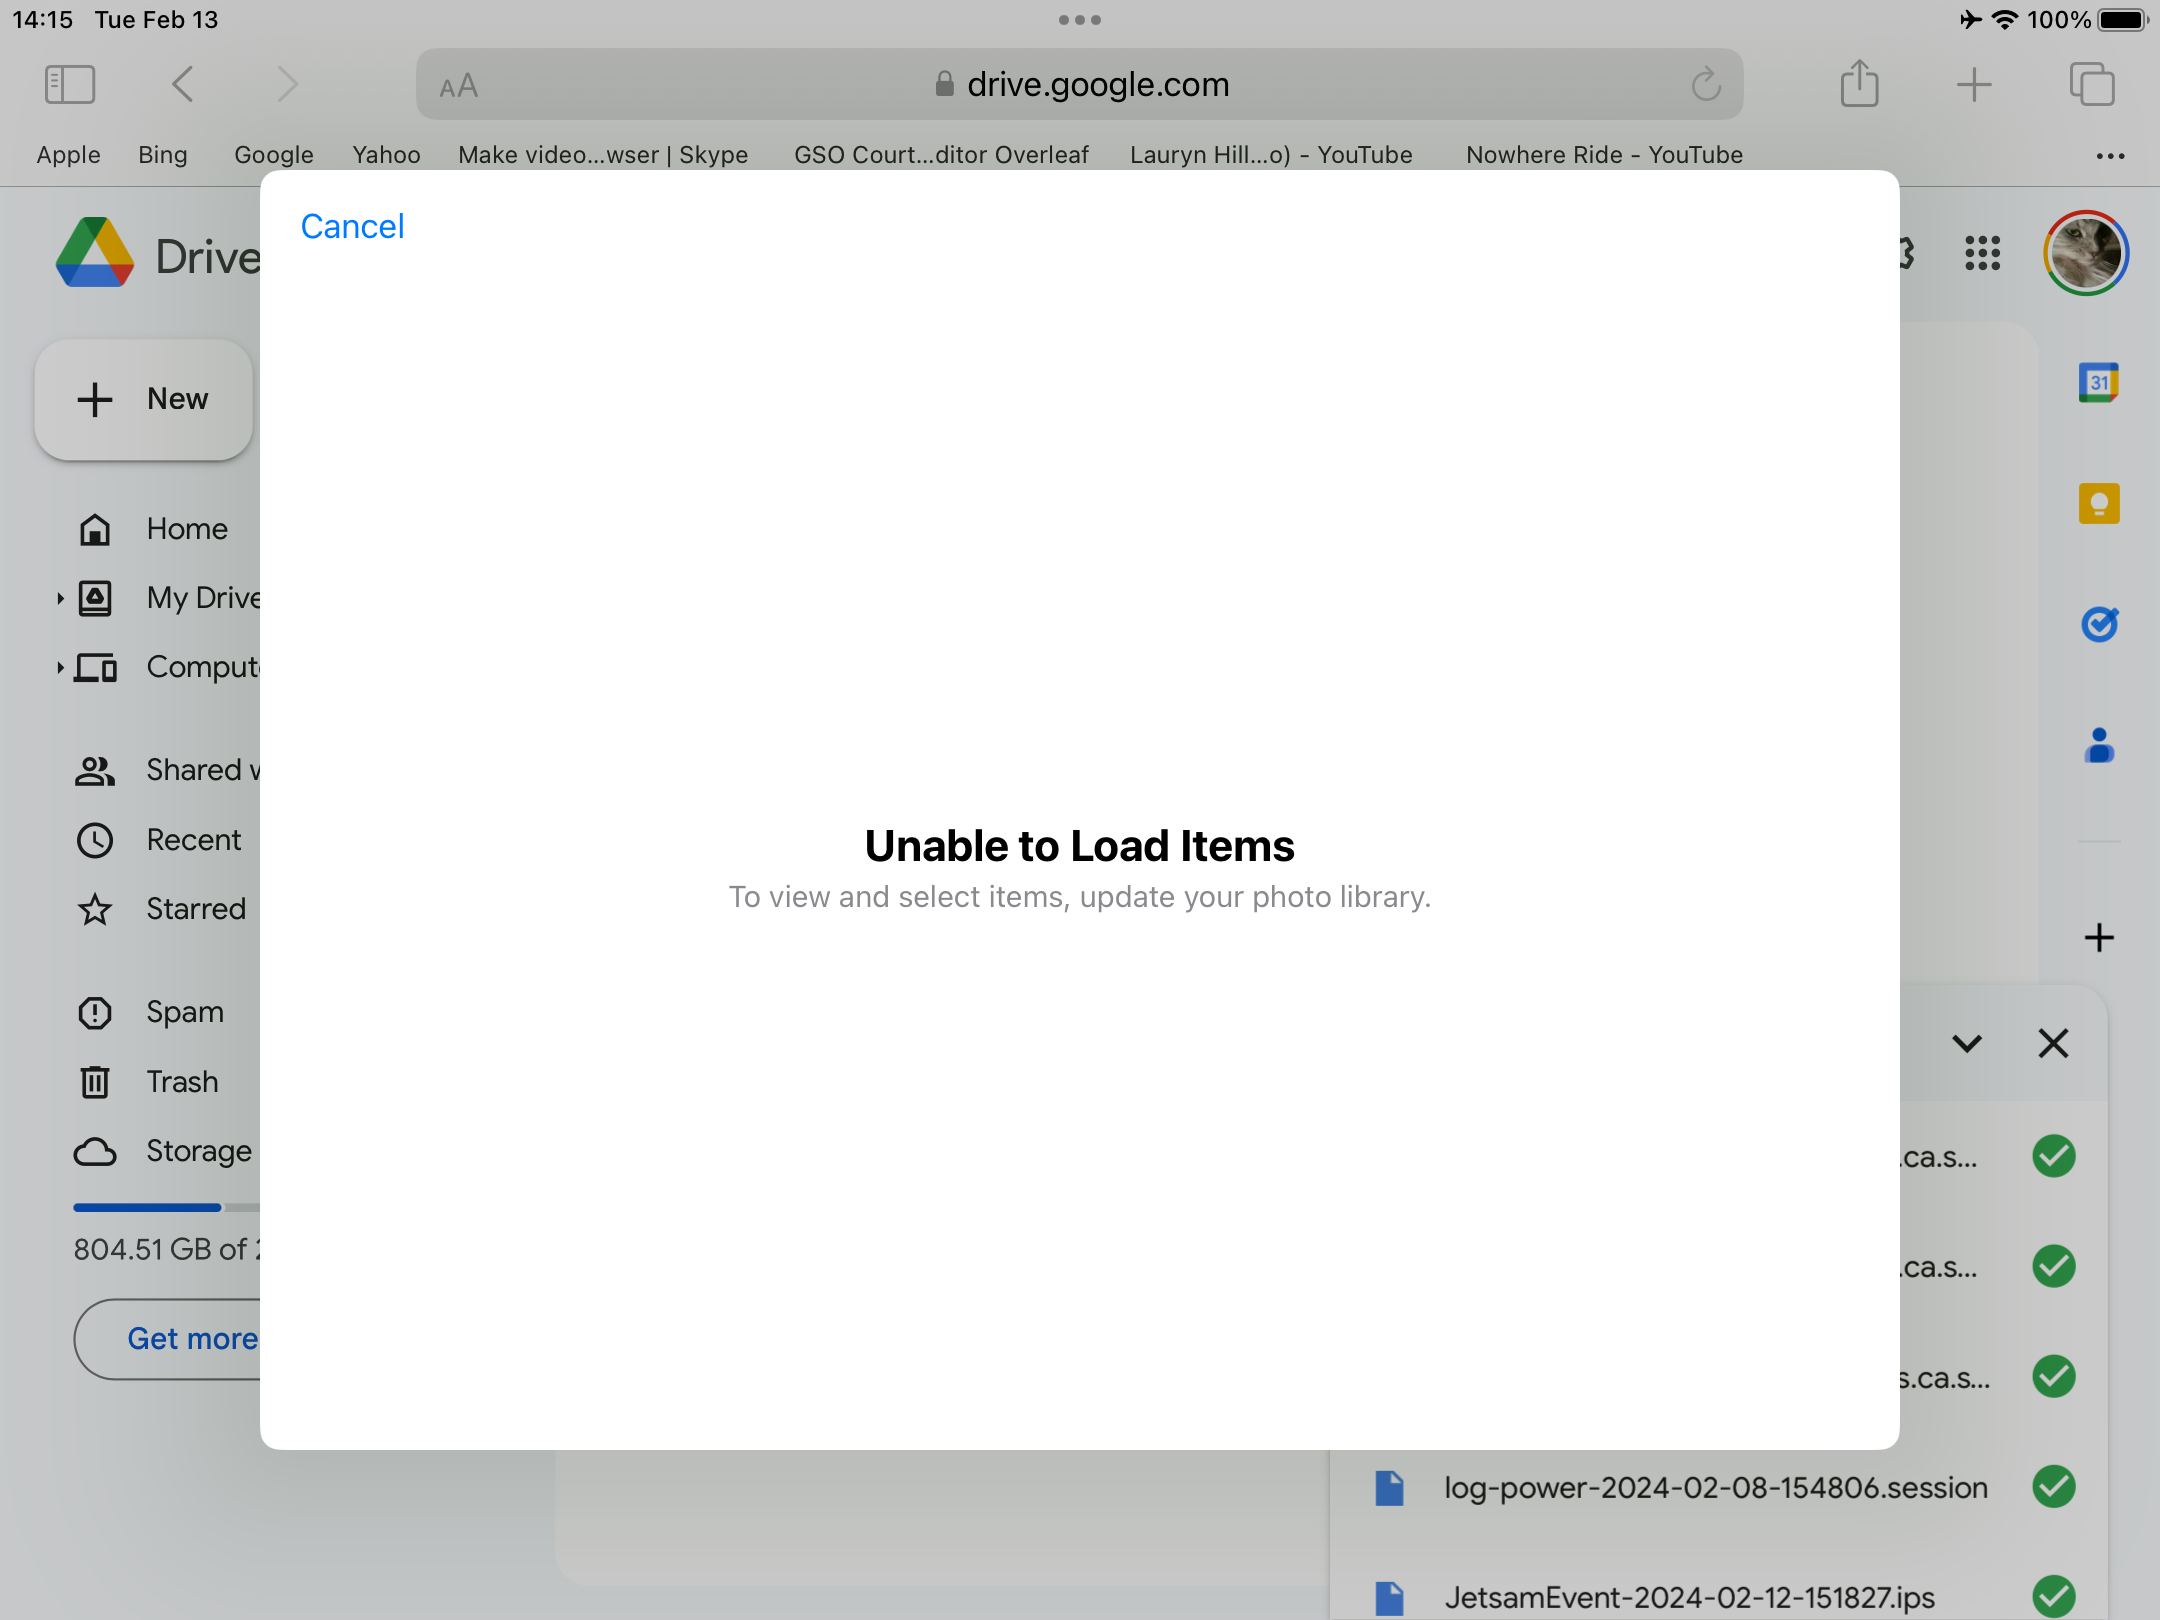 14:15 Tue Feb 13
100%
AA drive.google.com
Apple Bing Google Yahoo Make video...wser | Skype GSO Court...ditor Overleaf Lauryn Hill...o) - YouTube Nowhere Ride - YouTube
Cancel
Drive
New
31
Home
My Drive
Comput
Shared
Recent
Starred
Unable to Load Items
To view and select items, update your photo library.
Spam
Trash
Storage
804.51 GB of
Get more
.ca.s...
.ca.s...
s.ca.s...
log-power-2024-02-08-154806.session
JetsamEvent-2024-02-12-151827.ips